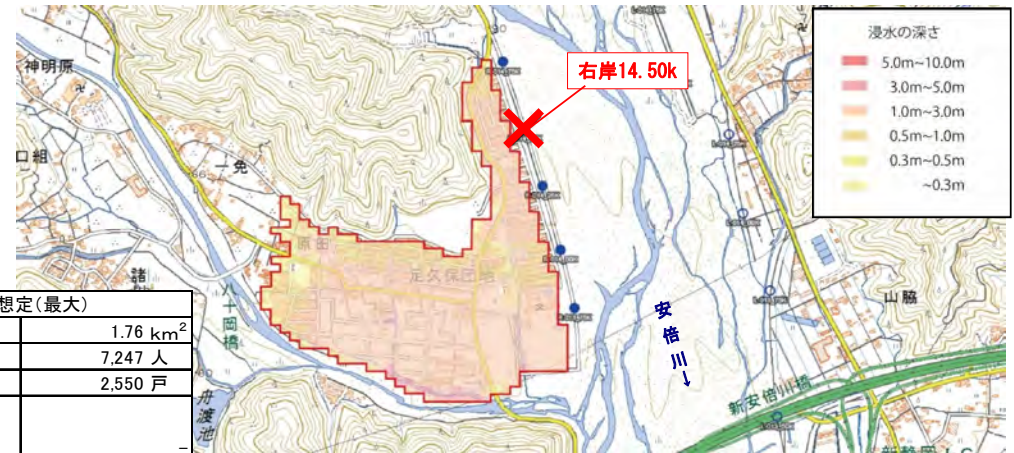 90
神明原
口組
一免
66
原田
足久保団地
諸
八十岡橋
60
舟渡池
右岸14.50k
安倍川↓
新安倍川橋
山脇
浸水の深さ
5.0m~10.0m
3.0m~5.0m
1.0m~3.0m
0.5m~1.0m
0.3m~0.5m
~0.3m
想定(最大)
1.76 km²
7,247 人
2,550 戸